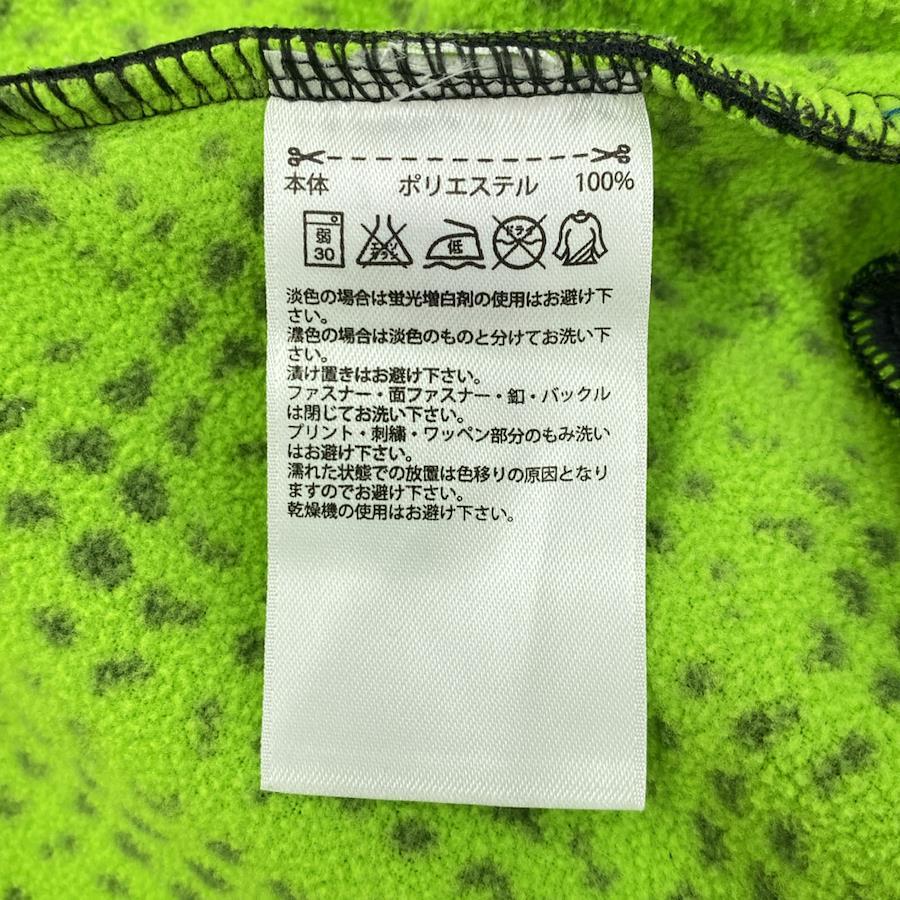 本体 ポリエステル 100%
弱 30 エンソサラシ 低 ドライ
淡色の場合は蛍光増白剤の使用はお避け下
さい。
濃色の場合は淡色のものと分けてお洗い下
さい。
漬け置きはお避け下さい。
ファスナー・面ファスナー・釦・バックル
は閉じてお洗い下さい。
プリント・刺繍・ワッペン部分のもみ洗い
はお避け下さい。
濡れた状態での放置は色移りの原因となり
ますのでお避け下さい。
乾燥機の使用はお避け下さい。